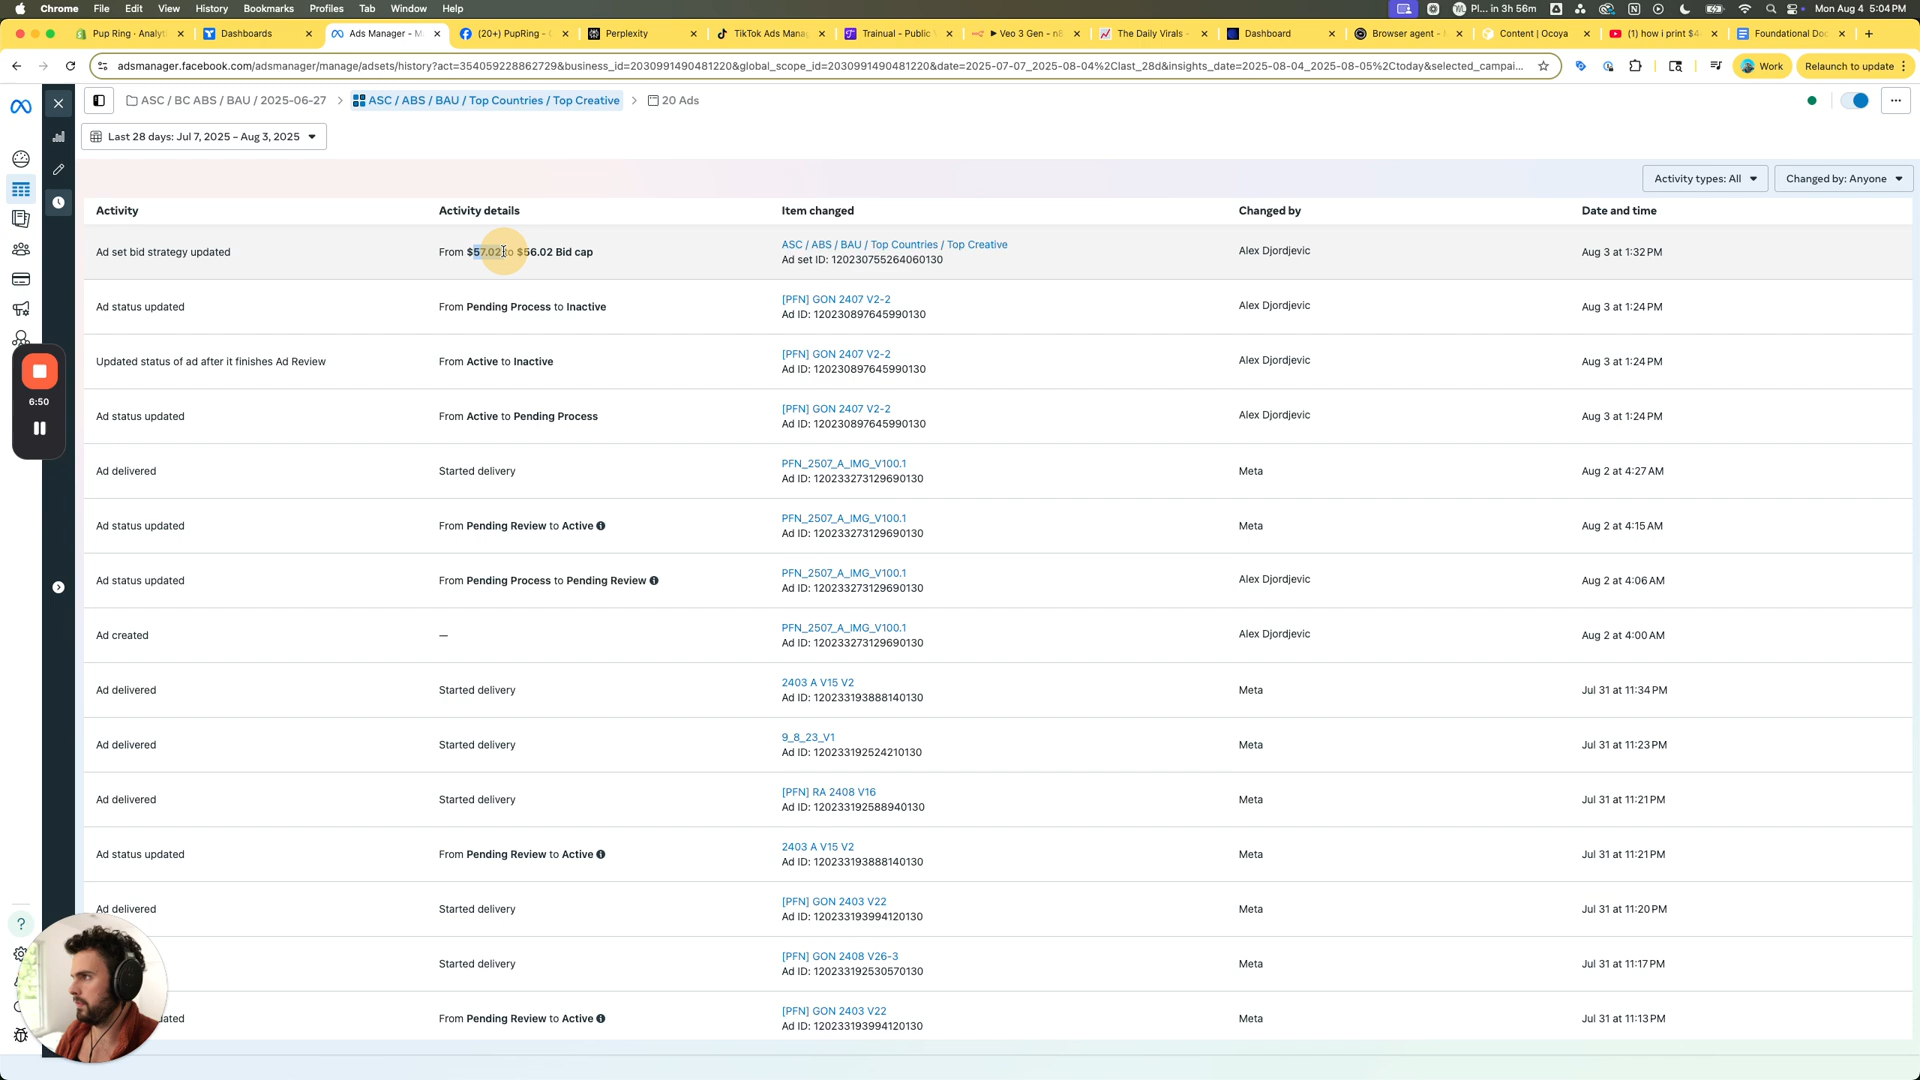 Chrome File Edit View History Bookmarks Profiles Tab Window Help
Pl... in 3h 56m
Mon Aug 4 5:04 PM
Pup Ring · Analyt
Dashboards
Ads Manager - M
(20+) PupRing - 
Perplexity
TikTok Ads Mana
Trainual - Public
Veo 3 Gen - n8
The Daily Virals -
Dashboard
Browser agent -
Content | Ocoya
(1) how i print $4
Foundational Doc
adsmanager.facebook.com/adsmanager/manage/adsets/history?act=354059228862729&business_id=2030991490481220&global_scope_id=2030991490481220&date=2025-07-07_2025-08-04%2Clast_28d&insights_date=2025-08-04_2025-08-05%2Ctoday&selected_campai...
Work
Relaunch to update
ASC / BC ABS / BAU / 2025-06-27
ASC / ABS / BAU / Top Countries / Top Creative
20 Ads
Last 28 days: Jul 7, 2025 – Aug 3, 2025
Activity types: All
Changed by: Anyone
Activity Activity details Item changed Changed by Date and time
Ad set bid strategy updated From $57.02 to $56.02 Bid cap ASC / ABS / BAU / Top Countries / Top Creative Alex Djordjevic Aug 3 at 1:32 PM
Ad set ID: 120230755264060130
Ad status updated From Pending Process to Inactive [PFN] GON 2407 V2-2 Alex Djordjevic Aug 3 at 1:24 PM
Ad ID: 120230897645990130
Updated status of ad after it finishes Ad Review From Active to Inactive [PFN] GON 2407 V2-2 Alex Djordjevic Aug 3 at 1:24 PM
Ad ID: 120230897645990130
Ad status updated From Active to Pending Process [PFN] GON 2407 V2-2 Alex Djordjevic Aug 3 at 1:24 PM
Ad ID: 120230897645990130
Ad delivered Started delivery PFN_2507_A_IMG_V100.1 Meta Aug 2 at 4:27 AM
Ad ID: 120233273129690130
Ad status updated From Pending Review to Active PFN_2507_A_IMG_V100.1 Meta Aug 2 at 4:15 AM
Ad ID: 120233273129690130
Ad status updated From Pending Process to Pending Review PFN_2507_A_IMG_V100.1 Alex Djordjevic Aug 2 at 4:06 AM
Ad ID: 120233273129690130
Ad created — PFN_2507_A_IMG_V100.1 Alex Djordjevic Aug 2 at 4:00 AM
Ad ID: 120233273129690130
Ad delivered Started delivery 2403 A V15 V2 Meta Jul 31 at 11:34 PM
Ad ID: 120233193888140130
Ad delivered Started delivery 9_8_23_V1 Meta Jul 31 at 11:23 PM
Ad ID: 120233192524210130
Ad delivered Started delivery [PFN] RA 2408 V16 Meta Jul 31 at 11:21 PM
Ad ID: 120233192588940130
Ad status updated From Pending Review to Active 2403 A V15 V2 Meta Jul 31 at 11:21 PM
Ad ID: 120233193888140130
Ad delivered Started delivery [PFN] GON 2403 V22 Meta Jul 31 at 11:20 PM
Ad ID: 120233193994120130
Started delivery [PFN] GON 2408 V26-3 Meta Jul 31 at 11:17 PM
Ad ID: 120233192530570130
ated From Pending Review to Active [PFN] GON 2403 V22 Meta Jul 31 at 11:13 PM
Ad ID: 120233193994120130
6:50